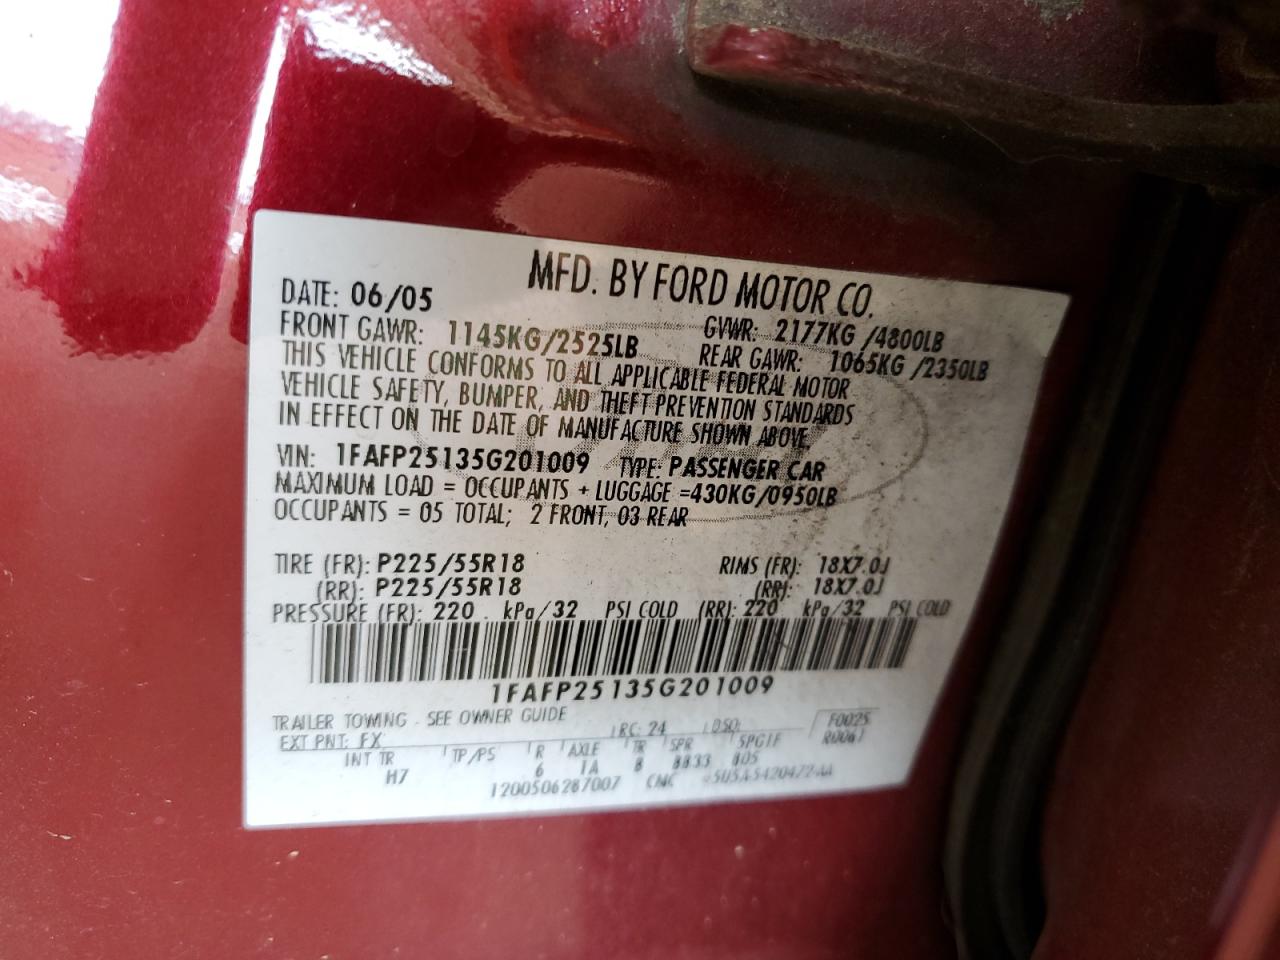 MFD. BY FORD MOTOR CO.
DATE: 06/05 GVWR: 2177KG /4800LB
FRONT GAWR: 1145KG/2525LB REAR GAWR: 1065KG /2350LB
THIS VEHICLE CONFORMS TO ALL APPLICABLE FEDERAL MOTOR
VEHICLE SAFETY, BUMPER, AND THEFT PREVENTION STANDARDS
IN EFFECT ON THE DATE OF MANUFACTURE SHOWN ABOVE.
VIN: 1FAFP25135G201009 TYPE: PASSENGER CAR
MAXIMUM LOAD = OCCUPANTS + LUGGAGE =430KG/0950LB
OCCUPANTS = 05 TOTAL; 2 FRONT, 03 REAR
TIRE (FR): P225/55R18 RIMS (FR): 18X7.0J
(RR): P225/55R18 (RR): 18X7.0J
PRESSURE (FR): 220 kPa/32 PSI COLD (RR): 220 kPa/32 PSI COLD
1FAFP25135G201009
TRAILER TOWING - SEE OWNER GUIDE F0025
EXT PNT: FX RC: 24 DSO: R0061
INT TR TP/PS R AXLE TR SPR SPGTF
H7 6 1A 8 8833 805
1200506287007 CMC